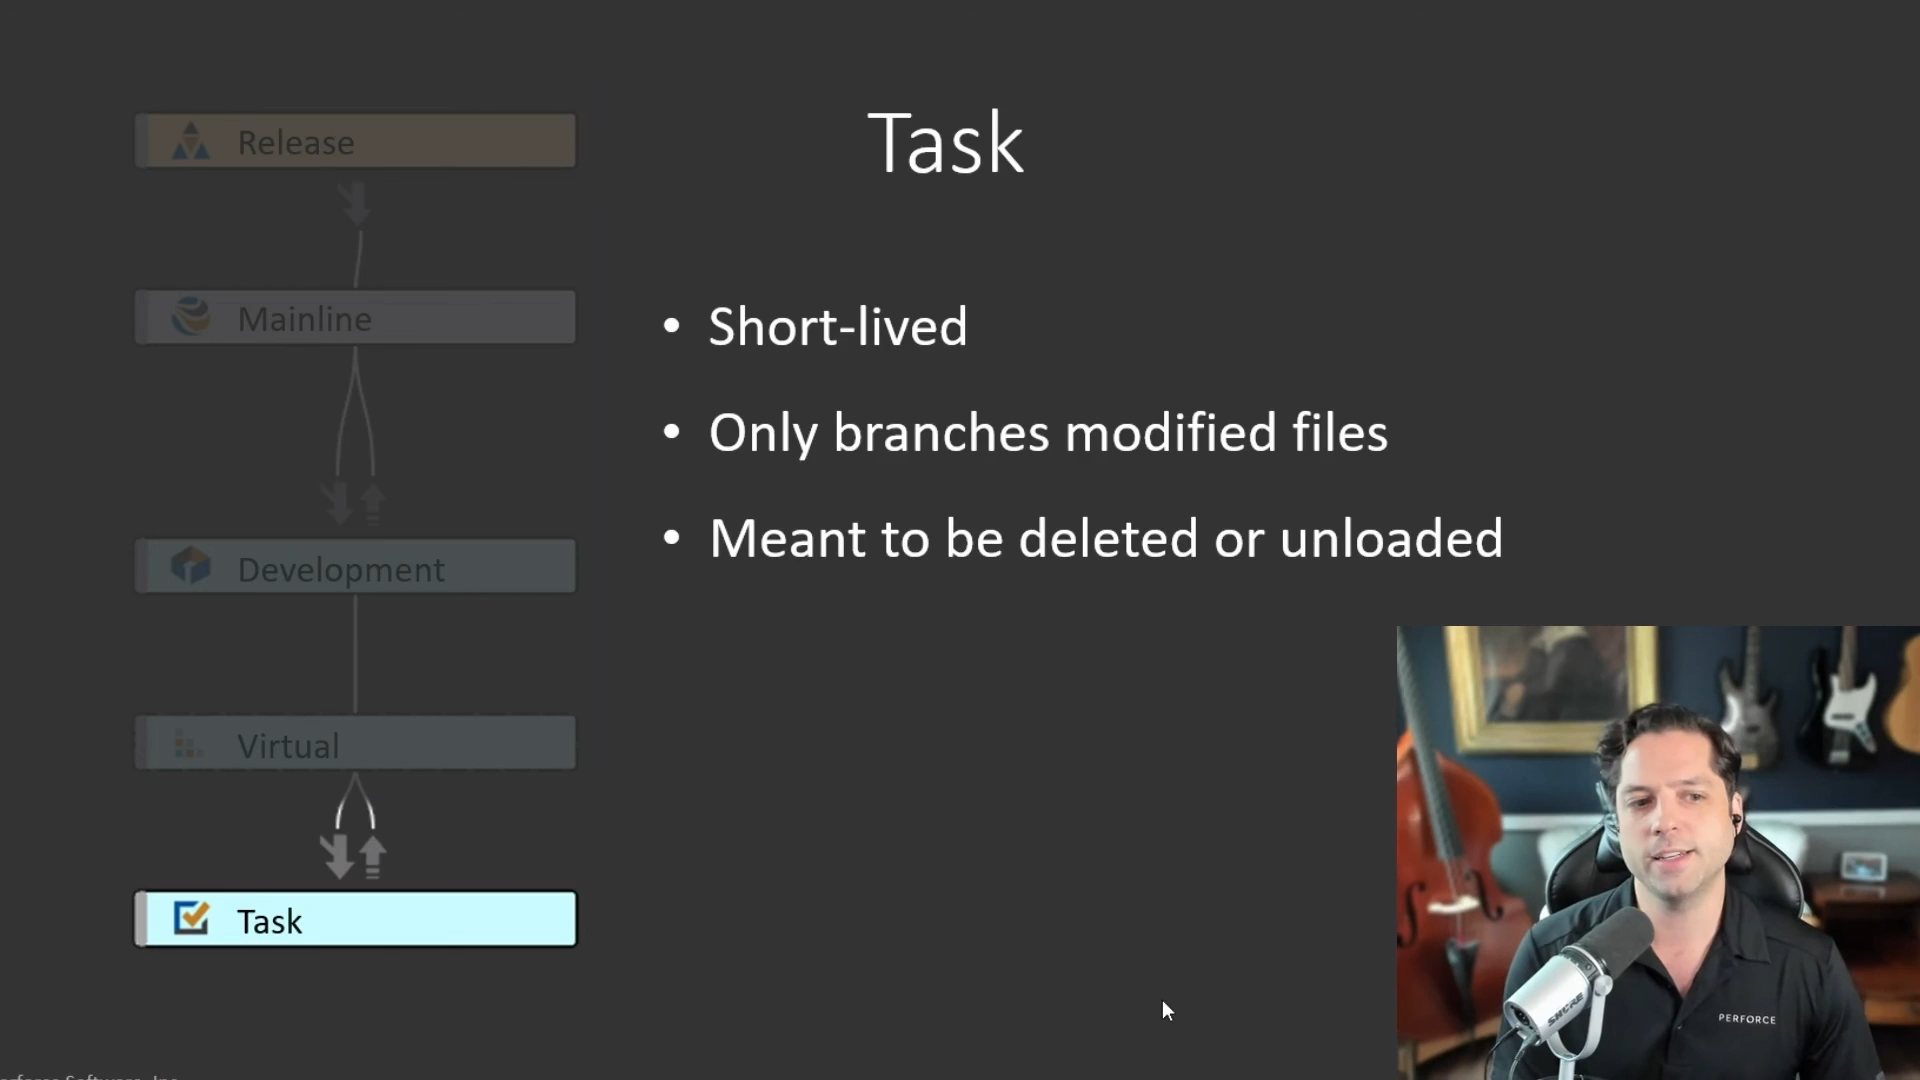 Task
Release
Mainline
Development
Virtual
Task
• Short-lived
• Only branches modified files
• Meant to be deleted or unloaded
SHURE
PERFORCE